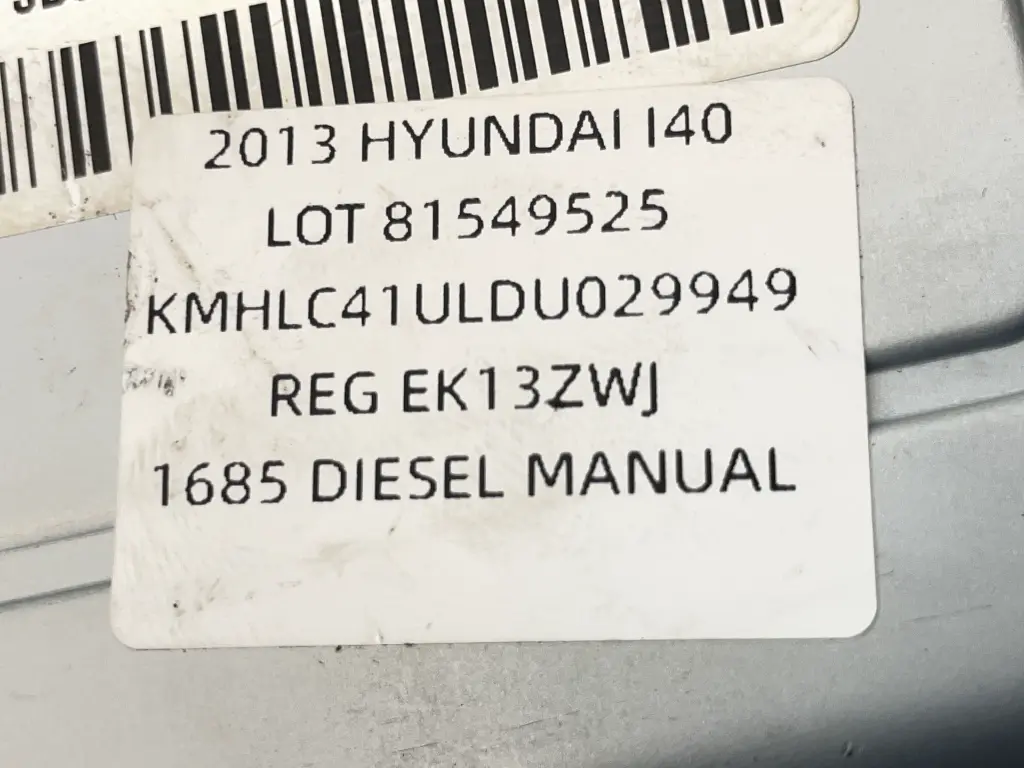 2013 HYUNDAI I40
LOT 81549525
KMHLC41ULDU029949
REG EK13ZWJ
1685 DIESEL MANUAL